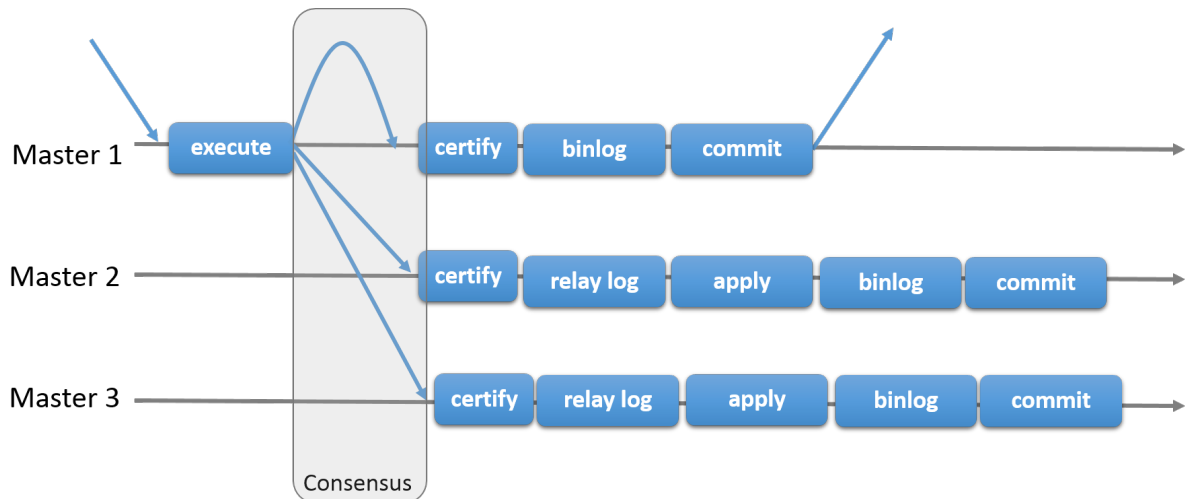 Master 1
execute
certify
binlog
commit
Master 2
certify
relay log
apply
binlog
commit
Master 3
certify
relay log
apply
binlog
commit
Consensus